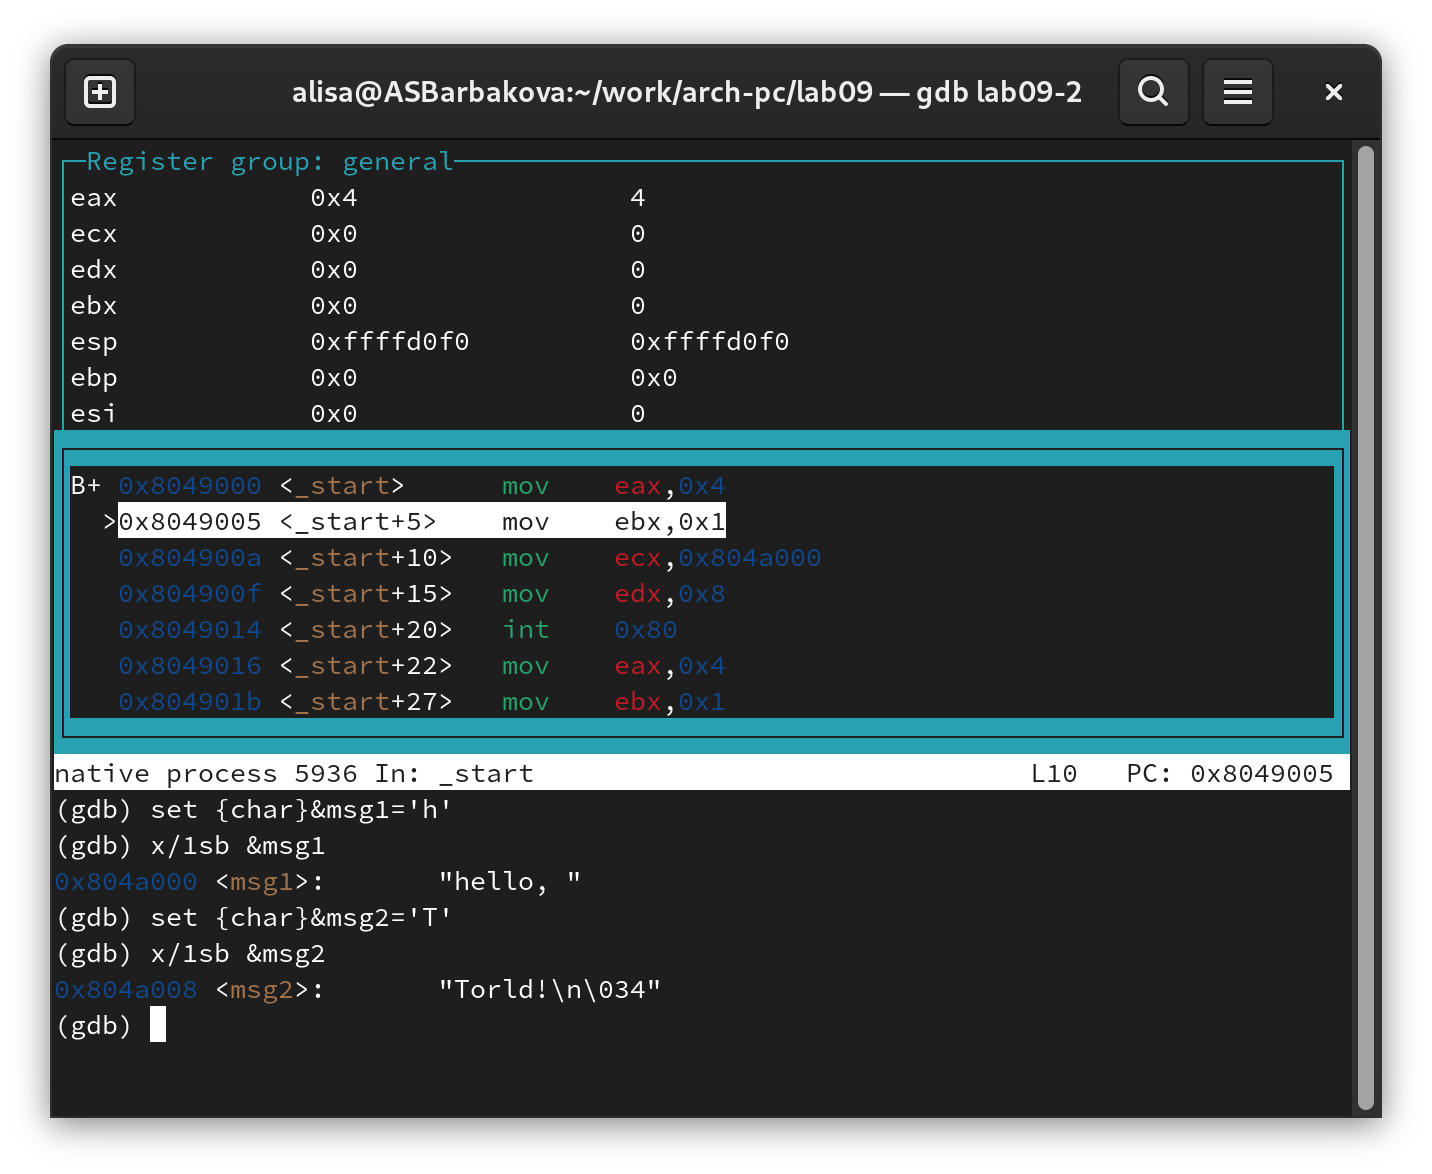 alisa@ASBarbakova:~/work/arch-pc/lab09 — gdb lab09-2
Register group: general
eax 0x4 4
ecx 0x0 0
edx 0x0 0
ebx 0x0 0
esp 0xffffd0f0 0xffffd0f0
ebp 0x0 0x0
esi 0x0 0
B+ 0x8049000 <_start> mov eax,0x4
>0x8049005 <_start+5> mov ebx,0x1
0x804900a <_start+10> mov ecx,0x804a000
0x804900f <_start+15> mov edx,0x8
0x8049014 <_start+20> int 0x80
0x8049016 <_start+22> mov eax,0x4
0x804901b <_start+27> mov ebx,0x1
native process 5936 In: _start L10 PC: 0x8049005
(gdb) set {char}&msg1='h'
(gdb) x/1sb &msg1
0x804a000 <msg1>: "hello, "
(gdb) set {char}&msg2='T'
(gdb) x/1sb &msg2
0x804a008 <msg2>: "Torld!\n\034"
(gdb)